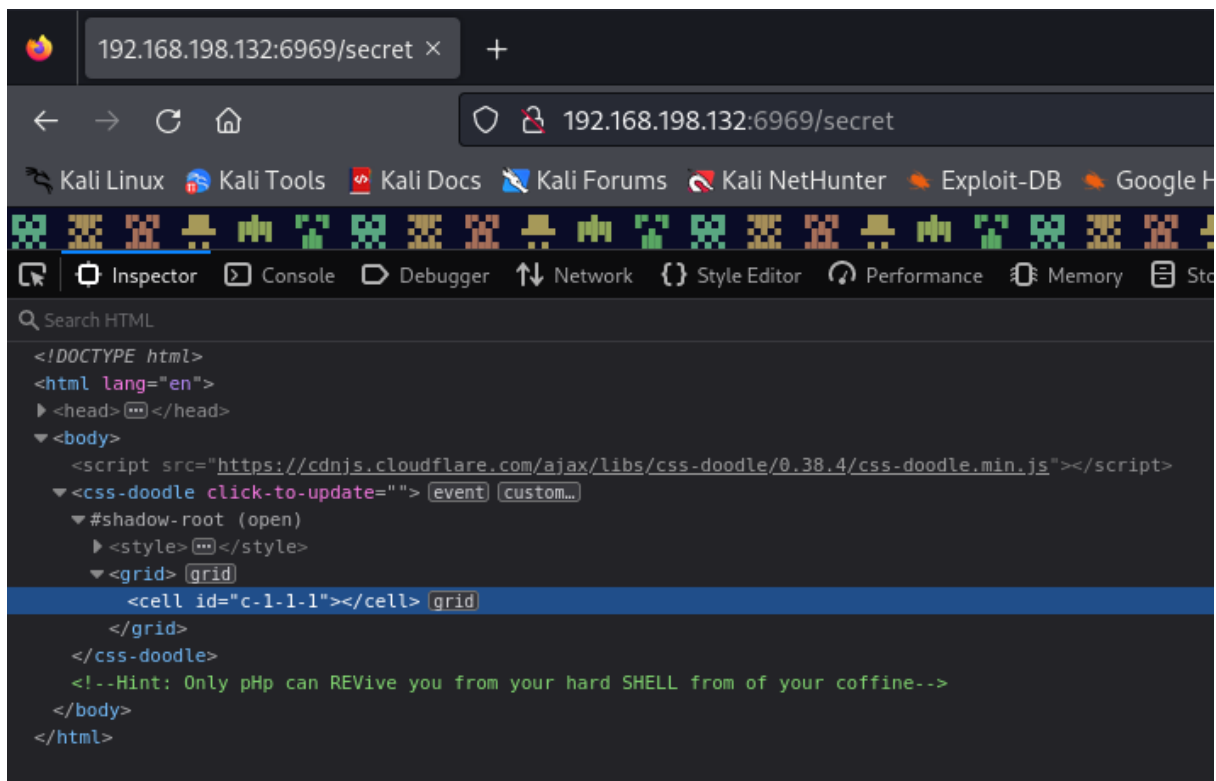 192.168.198.132:6969/secret × +
192.168.198.132:6969/secret
Kali Linux Kali Tools Kali Docs Kali Forums Kali NetHunter Exploit-DB Google H
Inspector Console Debugger Network {} Style Editor Performance Memory Sto
Search HTML
<!DOCTYPE html>
<html lang="en">
<head>···</head>
<body>
<script src="https://cdnjs.cloudflare.com/ajax/libs/css-doodle/0.38.4/css-doodle.min.js"></script>
<css-doodle click-to-update=""> event custom…
#shadow-root (open)
<style>···</style>
<grid> grid
<cell id="c-1-1-1"></cell> grid
</grid>
</css-doodle>
<!--Hint: Only pHp can REVive you from your hard SHELL from of your coffine-->
</body>
</html>